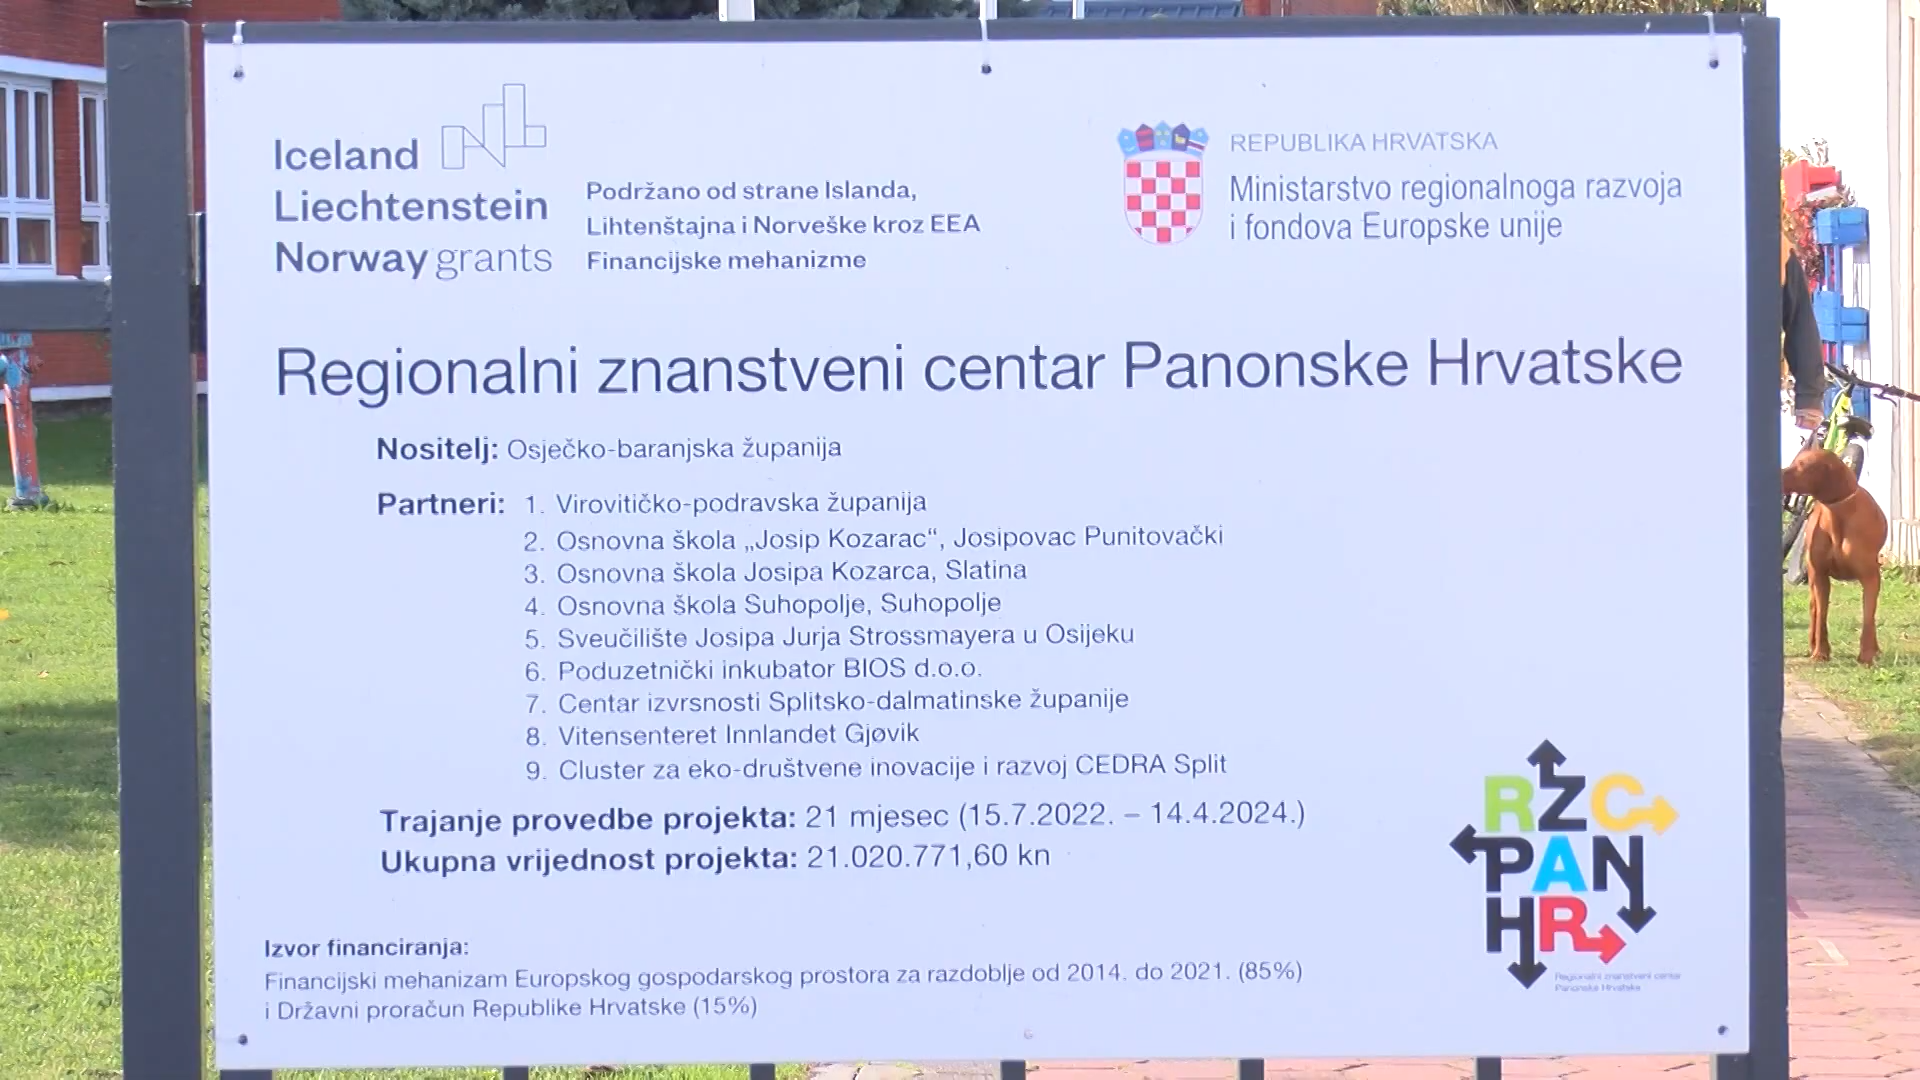 Iceland
Liechtenstein
Norway grants
Podržano od strane Islanda,
Lihtenštajna i Norveške kroz EEA
Financijske mehanizme
REPUBLIKA HRVATSKA
Ministarstvo regionalnoga razvoja
i fondova Europske unije
Regionalni znanstveni centar Panonske Hrvatske
Nositelj: Osječko-baranjska županija
Partneri: 1. Virovitičko-podravska županija
2. Osnovna škola „Josip Kozarac“, Josipovac Punitovački
3. Osnovna škola Josipa Kozarca, Slatina
4. Osnovna škola Suhopolje, Suhopolje
5. Sveučilište Josipa Jurja Strossmayera u Osijeku
6. Poduzetnički inkubator BIOS d.o.o.
7. Centar izvrsnosti Splitsko-dalmatinske županije
8. Vitensenteret Innlandet Gjøvik
9. Cluster za eko-društvene inovacije i razvoj CEDRA Split
Trajanje provedbe projekta: 21 mjesec (15.7.2022. – 14.4.2024.)
Ukupna vrijednost projekta: 21.020.771,60 kn
Izvor financiranja:
Financijski mehanizam Europskog gospodarskog prostora za razdoblje od 2014. do 2021. (85%)
i Državni proračun Republike Hrvatske (15%)
RZC
PAN
HR
Regionalni znanstveni centar
Panonske Hrvatske